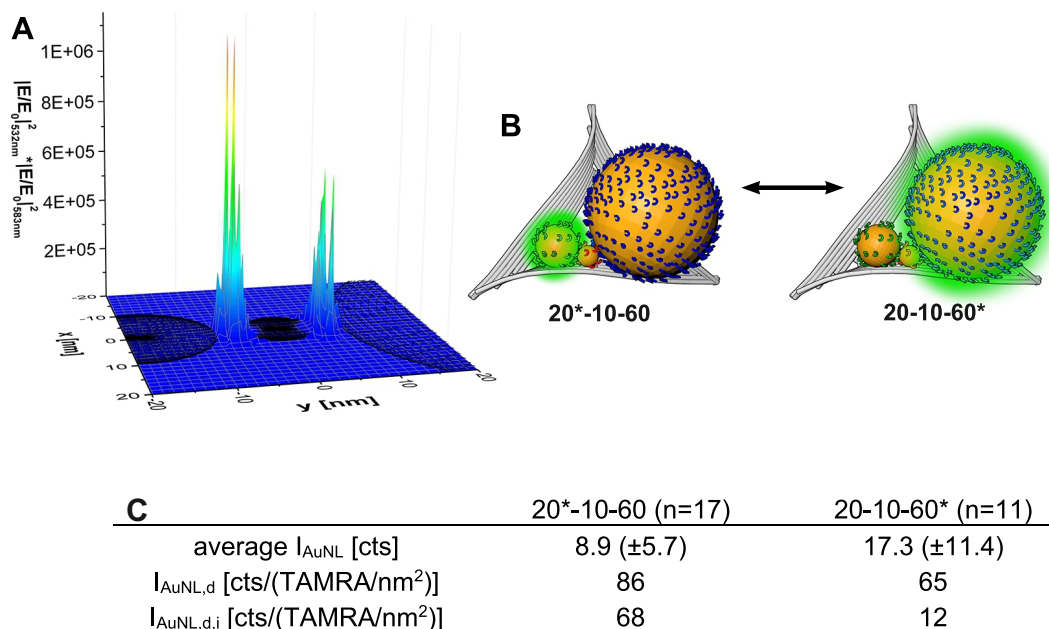 A
1E+06
8E+05
6E+05
4E+05
2E+05
|E/E₀|²532nm *|E/E₀|²583nm
-20
-10
0
10
20
x[nm]
-20
-10
0
10
20
y [nm]
B
20*-10-60
20-10-60*
C 20*-10-60 (n=17) 20-10-60* (n=11)
average I_AuNL [cts] 8.9 (±5.7) 17.3 (±11.4)
I_AuNL,d [cts/(TAMRA/nm²)] 86 65
I_AuNL,d,i [cts/(TAMRA/nm²)] 68 12